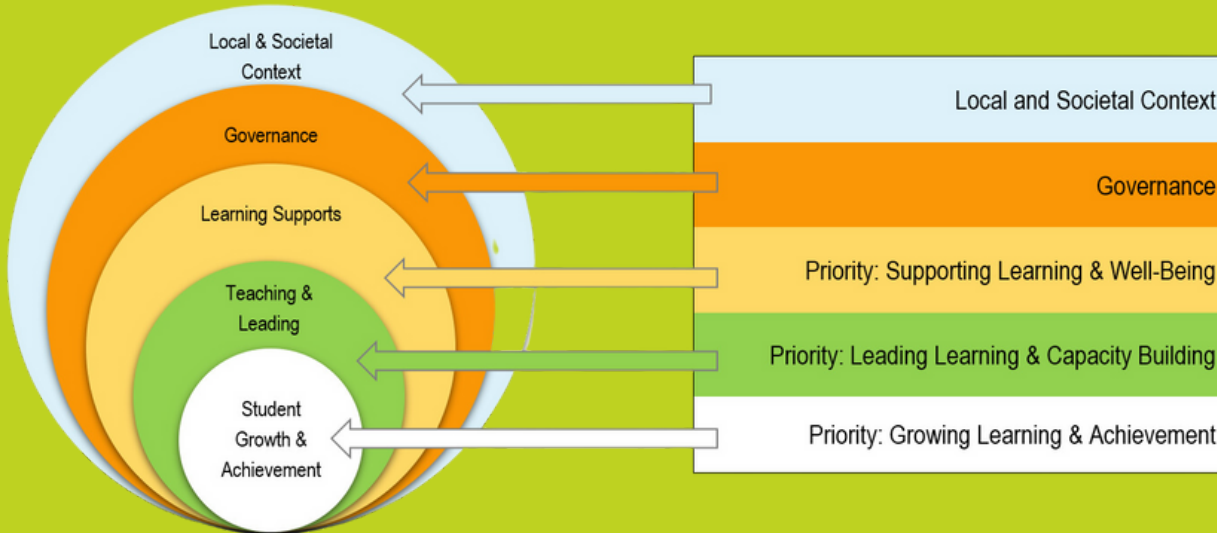 Local & Societal
Context
Governance
Learning Supports
Teaching &
Leading
Student
Growth &
Achievement
Local and Societal Context
Governance
Priority: Supporting Learning & Well-Being
Priority: Leading Learning & Capacity Building
Priority: Growing Learning & Achievement